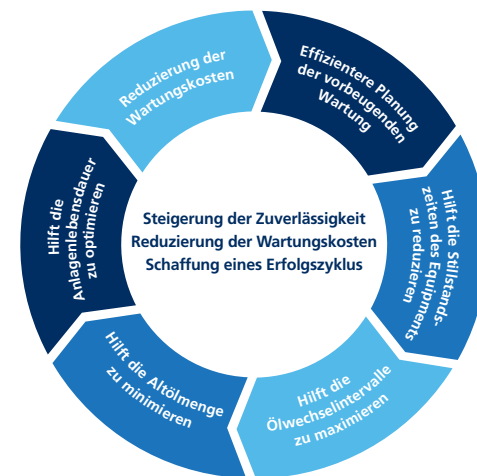 Reduzierung der
Wartungskosten
Effizientere Planung
der vorbeugenden
Wartung
Hilft die Stillstands-
zeiten des Equipments
zu reduzieren
Hilft die
Ölwechselintervalle
zu maximieren
Hilft die Altölmenge
zu minimieren
Hilft die
Anlagenlebensdauer
zu optimieren
Steigerung der Zuverlässigkeit
Reduzierung der Wartungskosten
Schaffung eines Erfolgszyklus